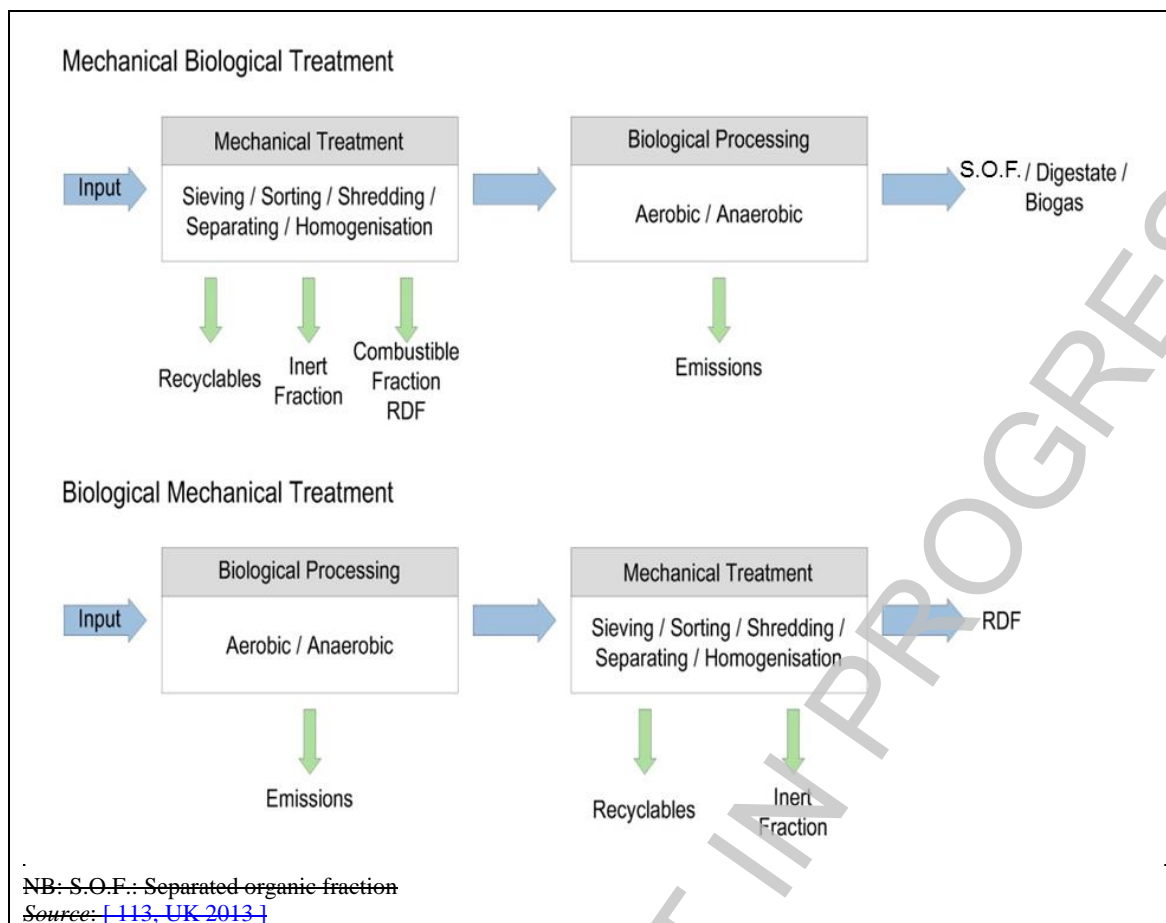 Mechanical Biological Treatment
Mechanical Treatment
Biological Processing
Input
Sieving / Sorting / Shredding /
Separating / Homogenisation
Aerobic / Anaerobic
S.O.F. / Digestate /
Biogas
Recyclables
Inert
Fraction
Combustible
Fraction
RDF
Emissions
Biological Mechanical Treatment
Biological Processing
Mechanical Treatment
Input
Aerobic / Anaerobic
Sieving / Sorting / Shredding /
Separating / Homogenisation
RDF
Emissions
Recyclables
Inert
Fraction
NB: S.O.F.: Separated organic fraction
Source: [ 113, UK 2013 ]
IN PROGRES